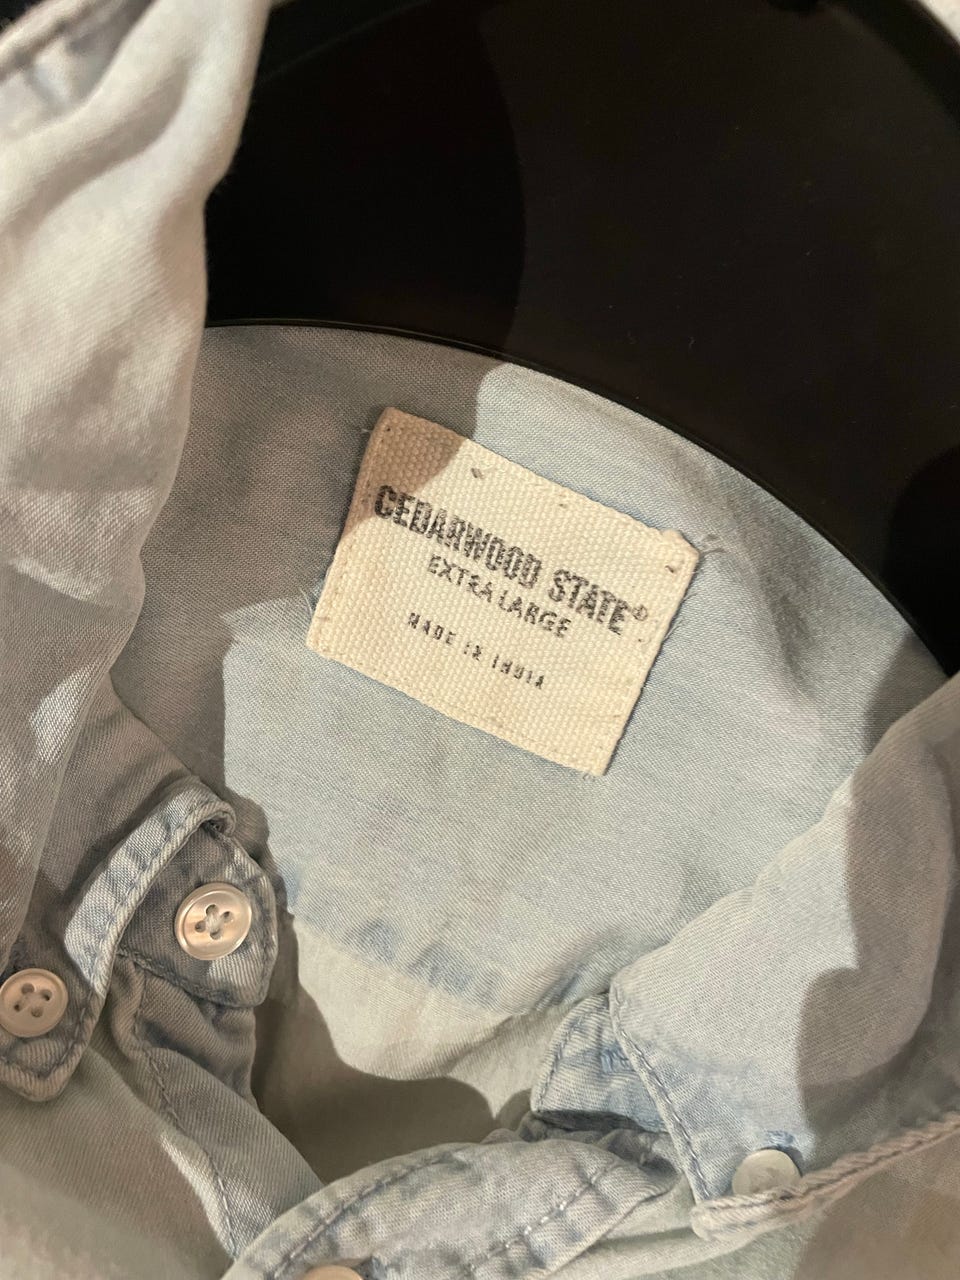 CEDARWOOD STATE®
EXTRA LARGE
MADE IN INDIA